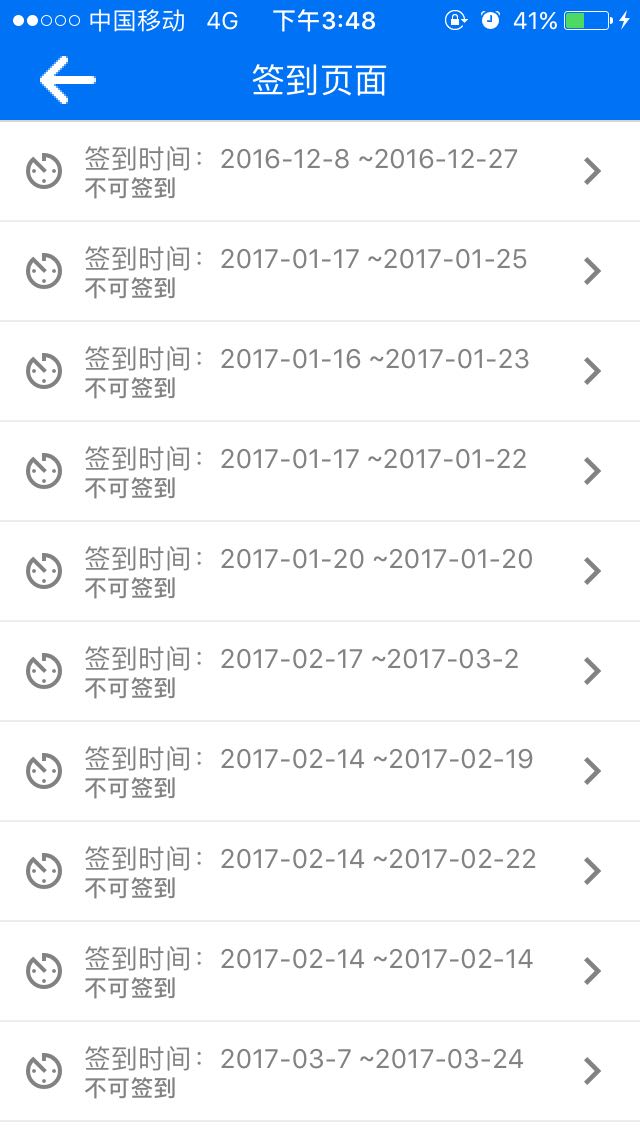 中国移动 4G 下午3:48 41%
签到页面
签到时间：2016-12-8 ~2016-12-27
不可签到
签到时间：2017-01-17 ~2017-01-25
不可签到
签到时间：2017-01-16 ~2017-01-23
不可签到
签到时间：2017-01-17 ~2017-01-22
不可签到
签到时间：2017-01-20 ~2017-01-20
不可签到
签到时间：2017-02-17 ~2017-03-2
不可签到
签到时间：2017-02-14 ~2017-02-19
不可签到
签到时间：2017-02-14 ~2017-02-22
不可签到
签到时间：2017-02-14 ~2017-02-14
不可签到
签到时间：2017-03-7 ~2017-03-24
不可签到